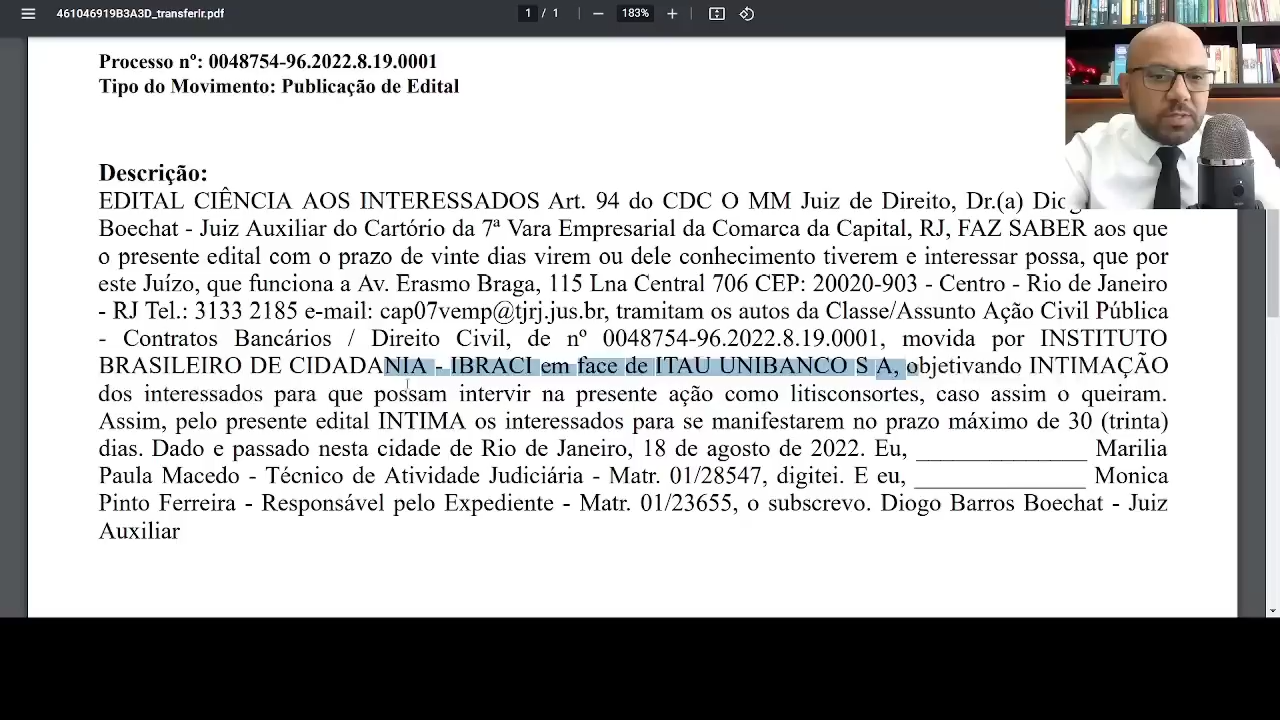 461046919B3A3D_transferir.pdf
1 / 1
183%
Processo nº: 0048754-96.2022.8.19.0001
Tipo do Movimento: Publicação de Edital
Descrição:
EDITAL CIÊNCIA AOS INTERESSADOS Art. 94 do CDC O MM Juiz de Direito, Dr.(a)
Boechat - Juiz Auxiliar do Cartório da 7ª Vara Empresarial da Comarca da Capital, RJ, FAZ SABER aos que
o presente edital com o prazo de vinte dias virem ou dele conhecimento tiverem e interessar possa, que por
este Juízo, que funciona a Av. Erasmo Braga, 115 Lna Central 706 CEP: 20020-903 - Centro - Rio de Janeiro
- RJ Tel.: 3133 2185 e-mail: cap07vemp@tjrj.jus.br, tramitam os autos da Classe/Assunto Ação Civil Pública
- Contratos Bancários / Direito Civil, de nº 0048754-96.2022.8.19.0001, movida por INSTITUTO
BRASILEIRO DE CIDADANIA - IBRACI em face de ITAU UNIBANCO S A, objetivando INTIMAÇÃO
dos interessados para que possam intervir na presente ação como litisconsortes, caso assim o queiram.
Assim, pelo presente edital INTIMA os interessados para se manifestarem no prazo máximo de 30 (trinta)
dias. Dado e passado nesta cidade de Rio de Janeiro, 18 de agosto de 2022. Eu, ______________ Marilia
Paula Macedo - Técnico de Atividade Judiciária - Matr. 01/28547, digitei. E eu, ______________ Monica
Pinto Ferreira - Responsável pelo Expediente - Matr. 01/23655, o subscrevo. Diogo Barros Boechat - Juiz
Auxiliar